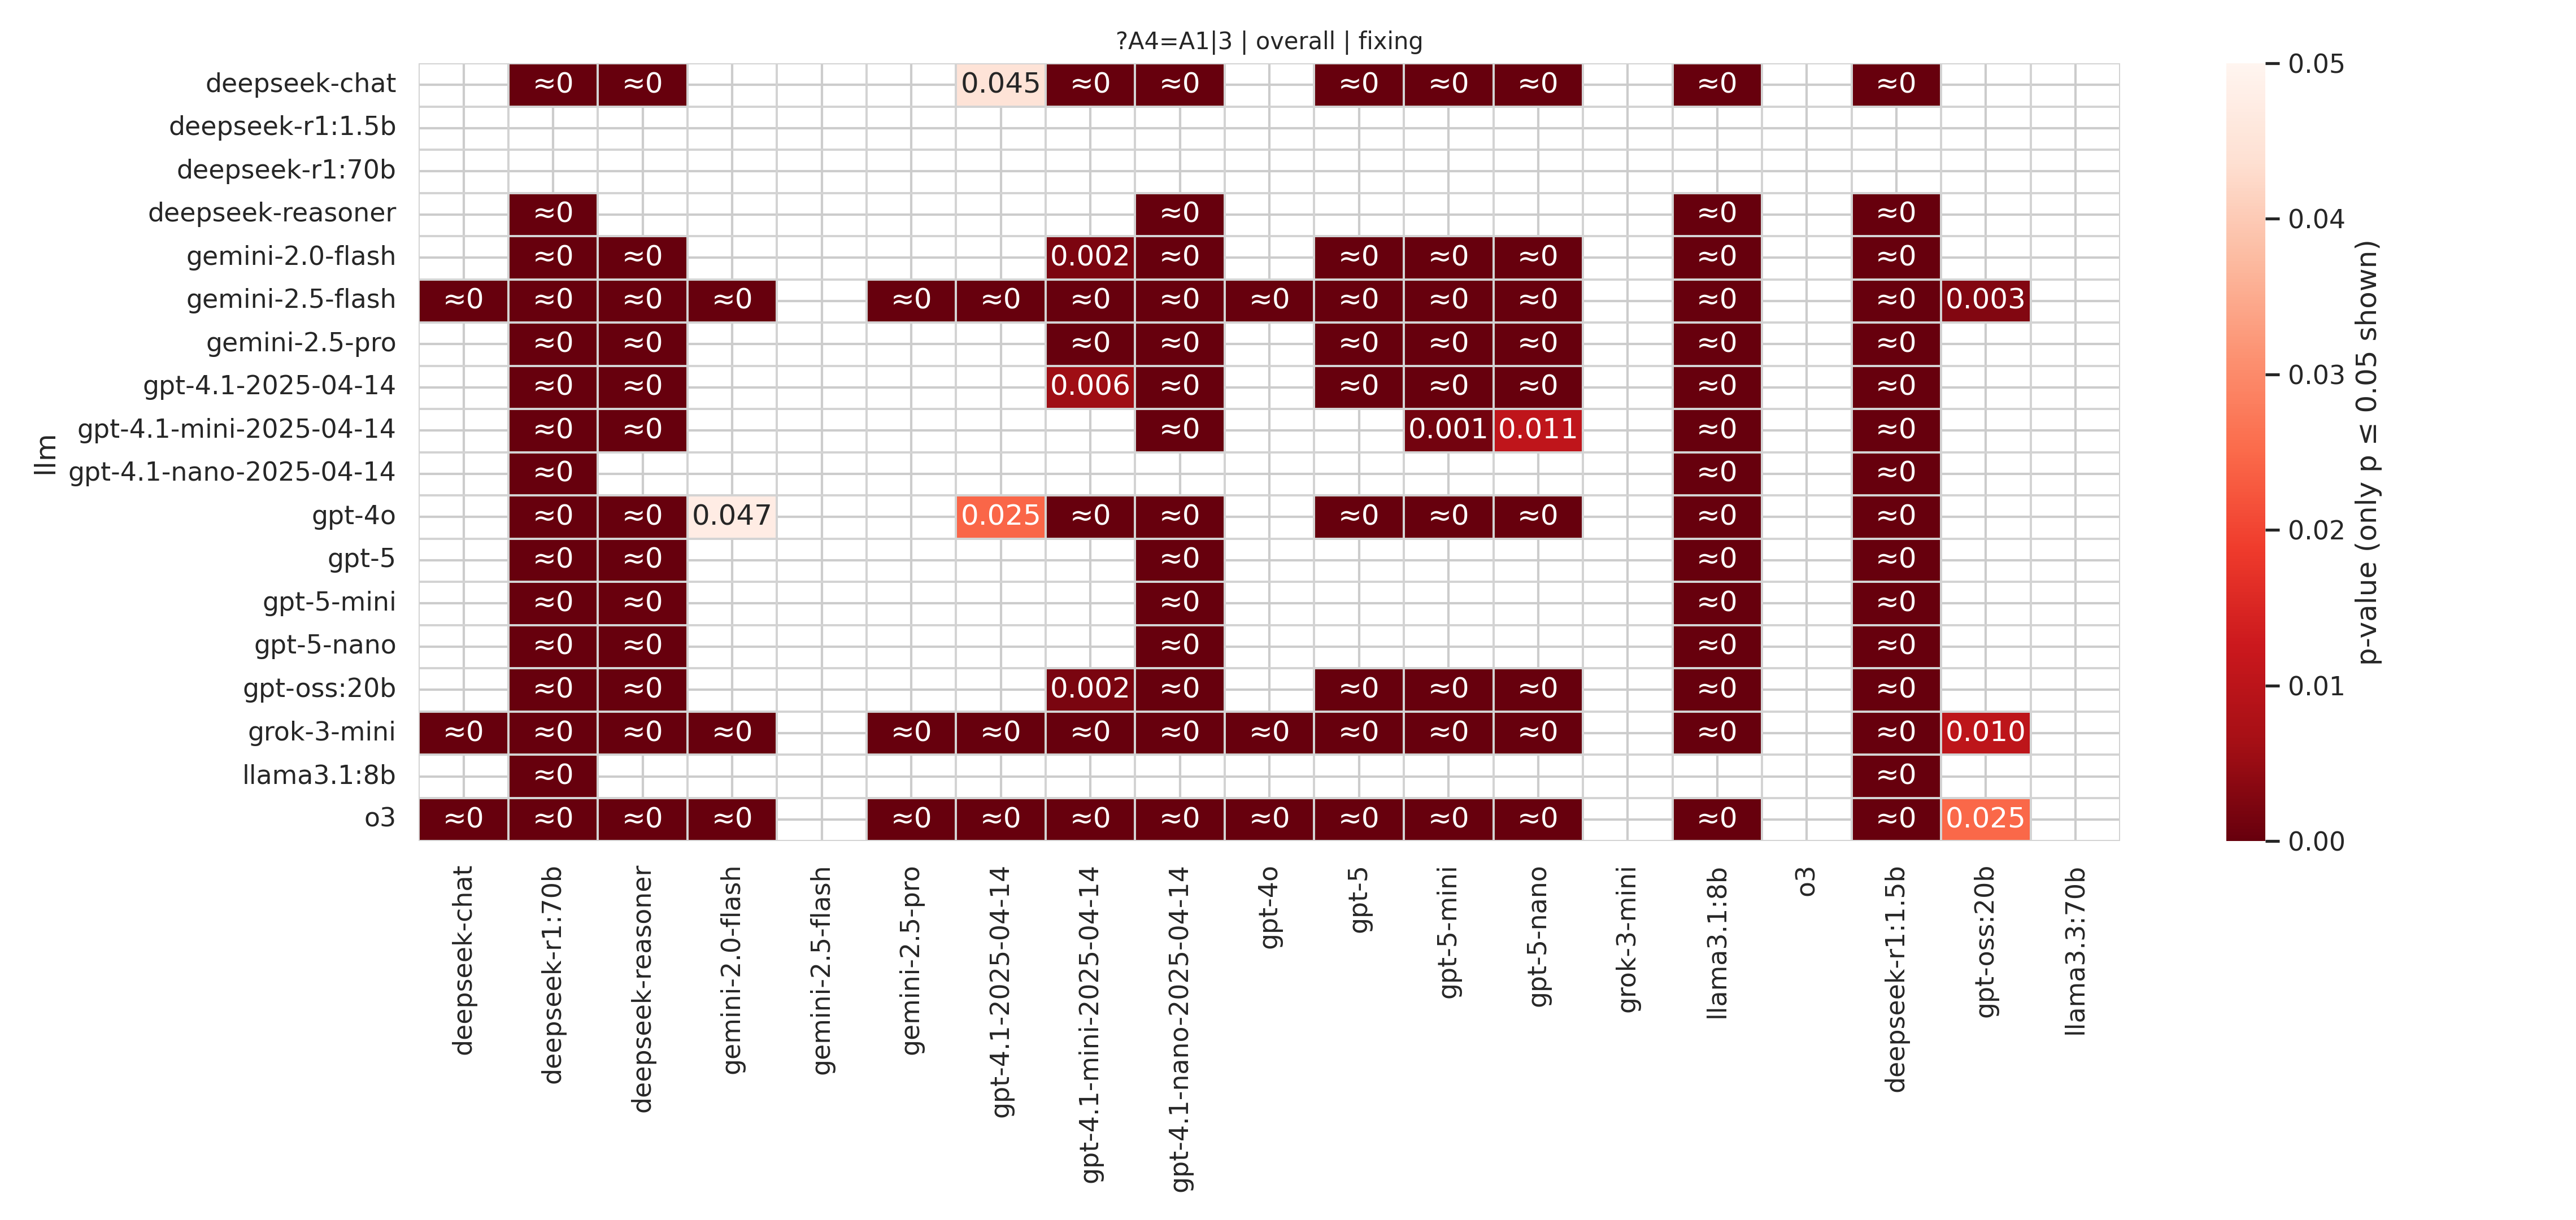 ?A4=A1|3 | overall | fixing
deepseek-chat ≈0 ≈0 0.045 ≈0 ≈0 ≈0 ≈0 ≈0 ≈0 ≈0
deepseek-r1:1.5b
deepseek-r1:70b
deepseek-reasoner ≈0 ≈0 ≈0 ≈0
gemini-2.0-flash ≈0 ≈0 0.002 ≈0 ≈0 ≈0 ≈0 ≈0 ≈0
gemini-2.5-flash ≈0 ≈0 ≈0 ≈0 ≈0 ≈0 ≈0 ≈0 ≈0 ≈0 ≈0 ≈0 ≈0 ≈0 0.003
gemini-2.5-pro ≈0 ≈0 ≈0 ≈0 ≈0 ≈0 ≈0 ≈0 ≈0
gpt-4.1-2025-04-14 ≈0 ≈0 0.006 ≈0 ≈0 ≈0 ≈0 ≈0 ≈0
gpt-4.1-mini-2025-04-14 ≈0 ≈0 ≈0 0.001 0.011 ≈0 ≈0
gpt-4.1-nano-2025-04-14 ≈0 ≈0 ≈0
gpt-4o ≈0 ≈0 0.047 0.025 ≈0 ≈0 ≈0 ≈0 ≈0 ≈0 ≈0
gpt-5 ≈0 ≈0 ≈0 ≈0 ≈0
gpt-5-mini ≈0 ≈0 ≈0 ≈0 ≈0
gpt-5-nano ≈0 ≈0 ≈0 ≈0 ≈0
gpt-oss:20b ≈0 ≈0 0.002 ≈0 ≈0 ≈0 ≈0 ≈0 ≈0
grok-3-mini ≈0 ≈0 ≈0 ≈0 ≈0 ≈0 ≈0 ≈0 ≈0 ≈0 ≈0 ≈0 ≈0 ≈0 0.010
llama3.1:8b ≈0 ≈0
o3 ≈0 ≈0 ≈0 ≈0 ≈0 ≈0 ≈0 ≈0 ≈0 ≈0 ≈0 ≈0 ≈0 ≈0 0.025
llm
deepseek-chat
deepseek-r1:70b
deepseek-reasoner
gemini-2.0-flash
gemini-2.5-flash
gemini-2.5-pro
gpt-4.1-2025-04-14
gpt-4.1-mini-2025-04-14
gpt-4.1-nano-2025-04-14
gpt-4o
gpt-5
gpt-5-mini
gpt-5-nano
grok-3-mini
llama3.1:8b
o3
deepseek-r1:1.5b
gpt-oss:20b
llama3.3:70b
0.05
0.04
0.03
0.02
0.01
0.00
p-value (only p ≤ 0.05 shown)